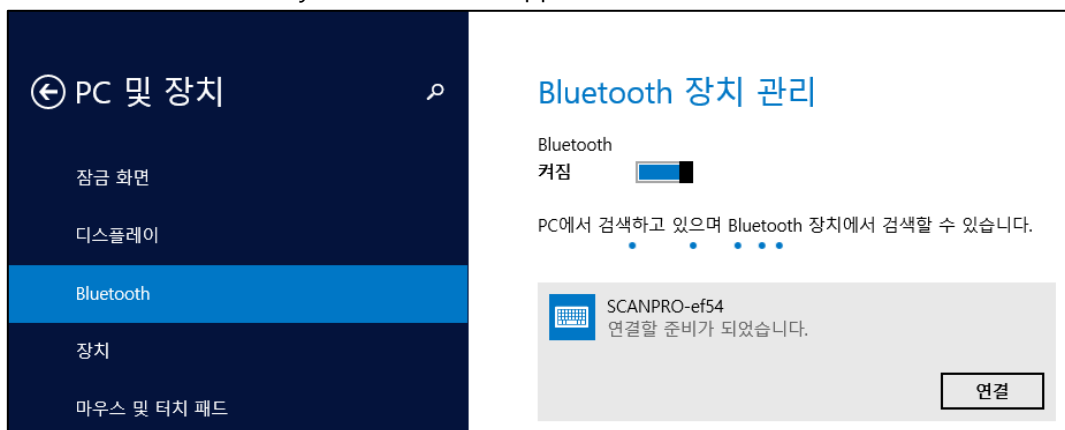 PC 및 장치
잠금 화면
디스플레이
Bluetooth
장치
마우스 및 터치 패드
Bluetooth 장치 관리
Bluetooth
켜짐
PC에서 검색하고 있으며 Bluetooth 장치에서 검색할 수 있습니다.
SCANPRO-ef54
연결할 준비가 되었습니다.
연결